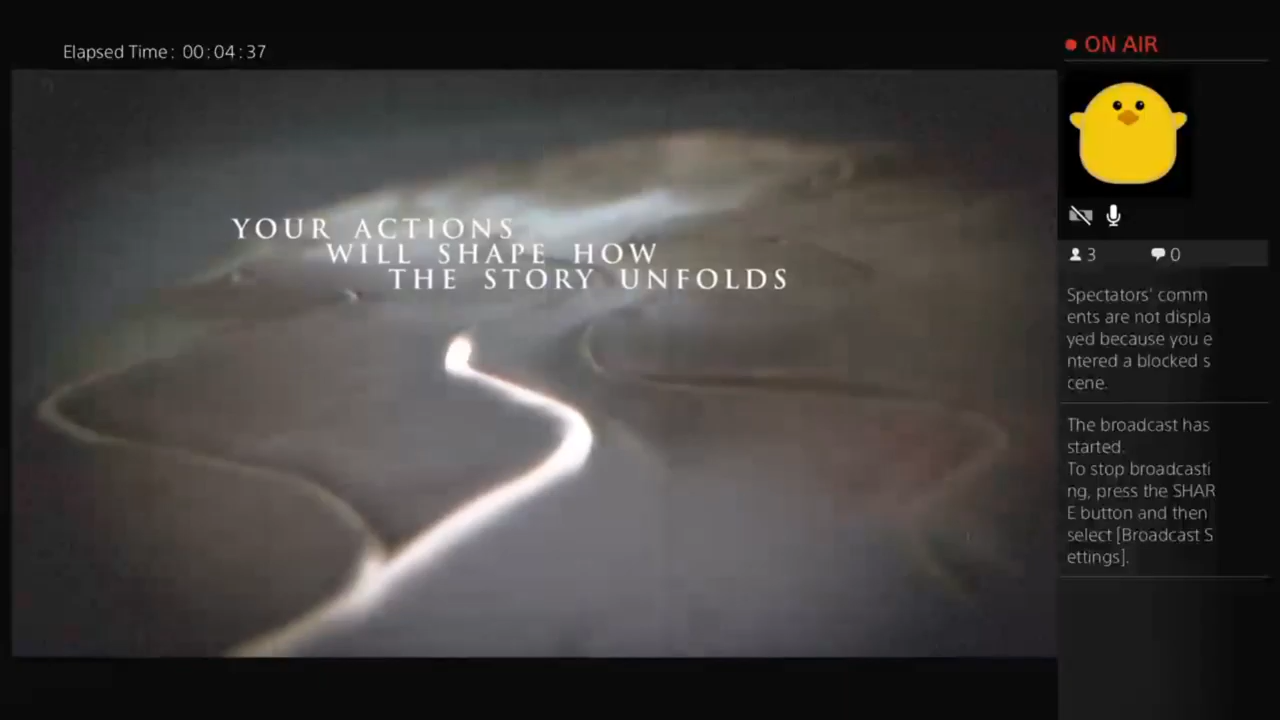 Elapsed Time: 00:04:37
ON AIR
YOUR ACTIONS
WILL SHAPE HOW
THE STORY UNFOLDS
3
0
Spectators' comm
ents are not displa
yed because you e
ntered a blocked s
cene.
The broadcast has
started.
To stop broadcasti
ng, press the SHAR
E button and then
select [Broadcast S
ettings].